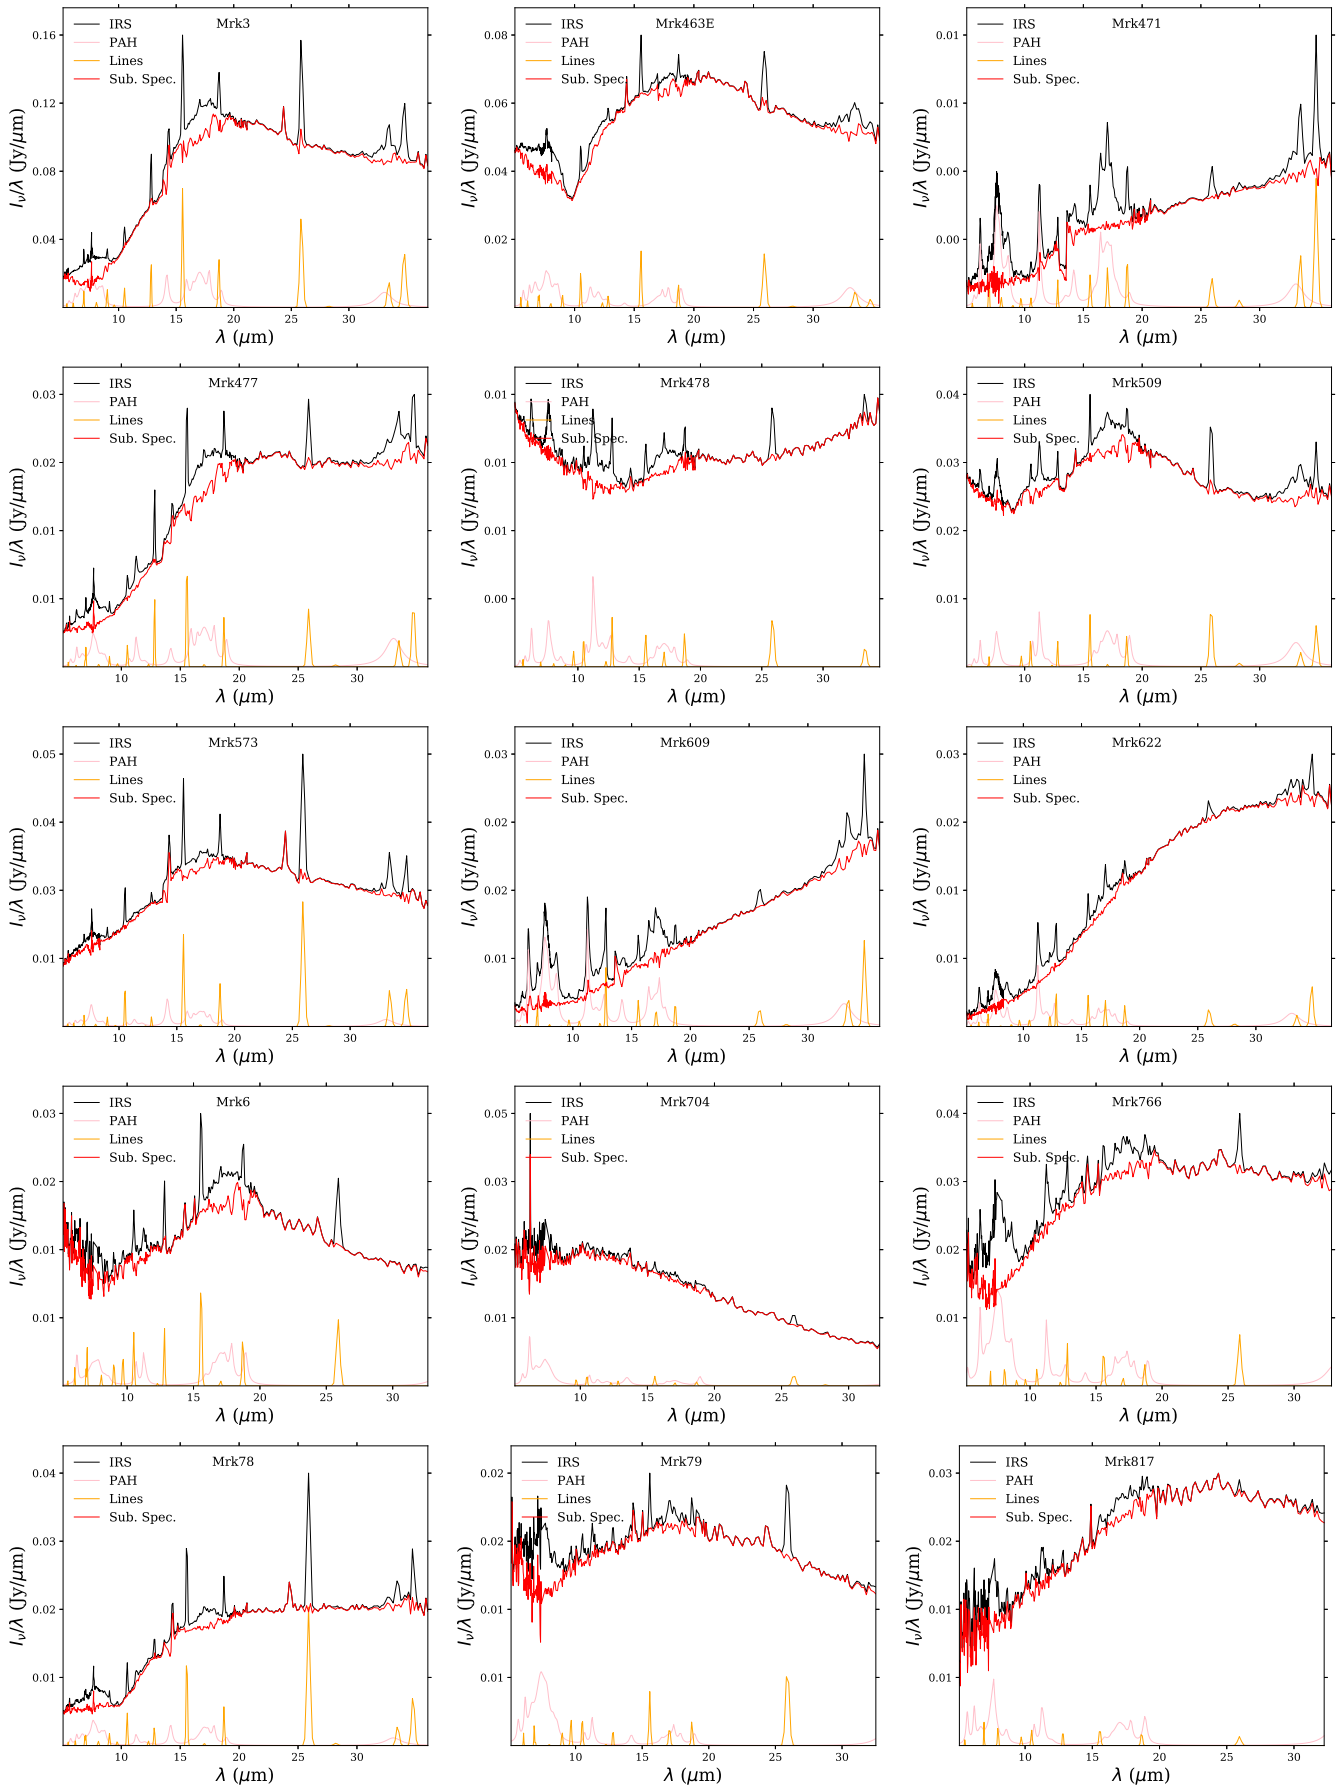 Mrk3
IRS
PAH
Lines
Sub. Spec.
0.16
0.12
0.08
0.04
10 15 20 25 30
λ (μm)
Iν/λ (Jy/μm)
Mrk463E
IRS
PAH
Lines
Sub. Spec.
0.08
0.06
0.04
0.02
10 15 20 25 30
λ (μm)
Iν/λ (Jy/μm)
Mrk471
IRS
PAH
Lines
Sub. Spec.
0.01
0.01
0.00
0.00
10 15 20 25 30
λ (μm)
Iν/λ (Jy/μm)
Mrk477
IRS
PAH
Lines
Sub. Spec.
0.03
0.02
0.01
0.01
10 15 20 25 30
λ (μm)
Iν/λ (Jy/μm)
Mrk478
IRS
PAH
Lines
Sub. Spec.
0.01
0.01
0.00
10 15 20 25 30
λ (μm)
Iν/λ (Jy/μm)
Mrk509
IRS
PAH
Lines
Sub. Spec.
0.04
0.03
0.02
0.01
10 15 20 25 30
λ (μm)
Iν/λ (Jy/μm)
Mrk573
IRS
PAH
Lines
Sub. Spec.
0.05
0.04
0.03
0.01
10 15 20 25 30
λ (μm)
Iν/λ (Jy/μm)
Mrk609
IRS
PAH
Lines
Sub. Spec.
0.03
0.02
0.02
0.01
10 15 20 25 30
λ (μm)
Iν/λ (Jy/μm)
Mrk622
IRS
PAH
Lines
Sub. Spec.
0.03
0.02
0.01
0.01
10 15 20 25 30
λ (μm)
Iν/λ (Jy/μm)
Mrk6
IRS
PAH
Lines
Sub. Spec.
0.03
0.02
0.01
0.01
10 15 20 25 30
λ (μm)
Iν/λ (Jy/μm)
Mrk704
IRS
PAH
Lines
Sub. Spec.
0.05
0.03
0.02
0.01
10 15 20 25 30
λ (μm)
Iν/λ (Jy/μm)
Mrk766
IRS
PAH
Lines
Sub. Spec.
0.04
0.03
0.02
0.01
10 15 20 25 30
λ (μm)
Iν/λ (Jy/μm)
Mrk78
IRS
PAH
Lines
Sub. Spec.
0.04
0.03
0.02
0.01
10 15 20 25 30
λ (μm)
Iν/λ (Jy/μm)
Mrk79
IRS
PAH
Lines
Sub. Spec.
0.02
0.02
0.01
0.01
10 15 20 25 30
λ (μm)
Iν/λ (Jy/μm)
Mrk817
IRS
PAH
Lines
Sub. Spec.
0.03
0.02
0.01
0.01
10 15 20 25 30
λ (μm)
Iν/λ (Jy/μm)